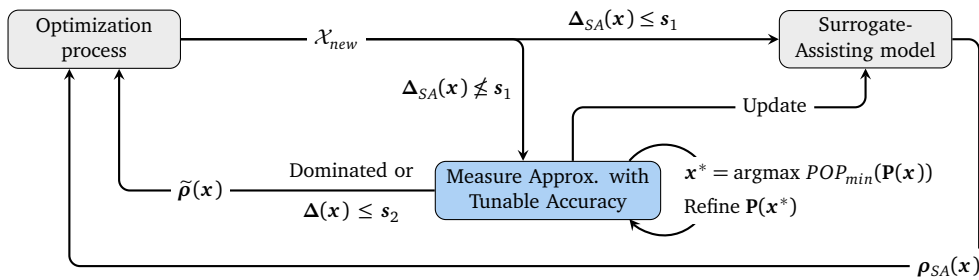 Optimization
process
𝒳_new
𝚫_SA(𝒙) ≤ 𝒔_1
Surrogate-
Assisting model
𝚫_SA(𝒙) ≰ 𝒔_1
Update
Dominated or
𝚫(𝒙) ≤ 𝒔_2
𝝆̃(𝒙)
Measure Approx. with
Tunable Accuracy
𝒙* = argmax POP_min(𝐏(𝒙))
Refine 𝐏(𝒙*)
𝝆_SA(𝒙)